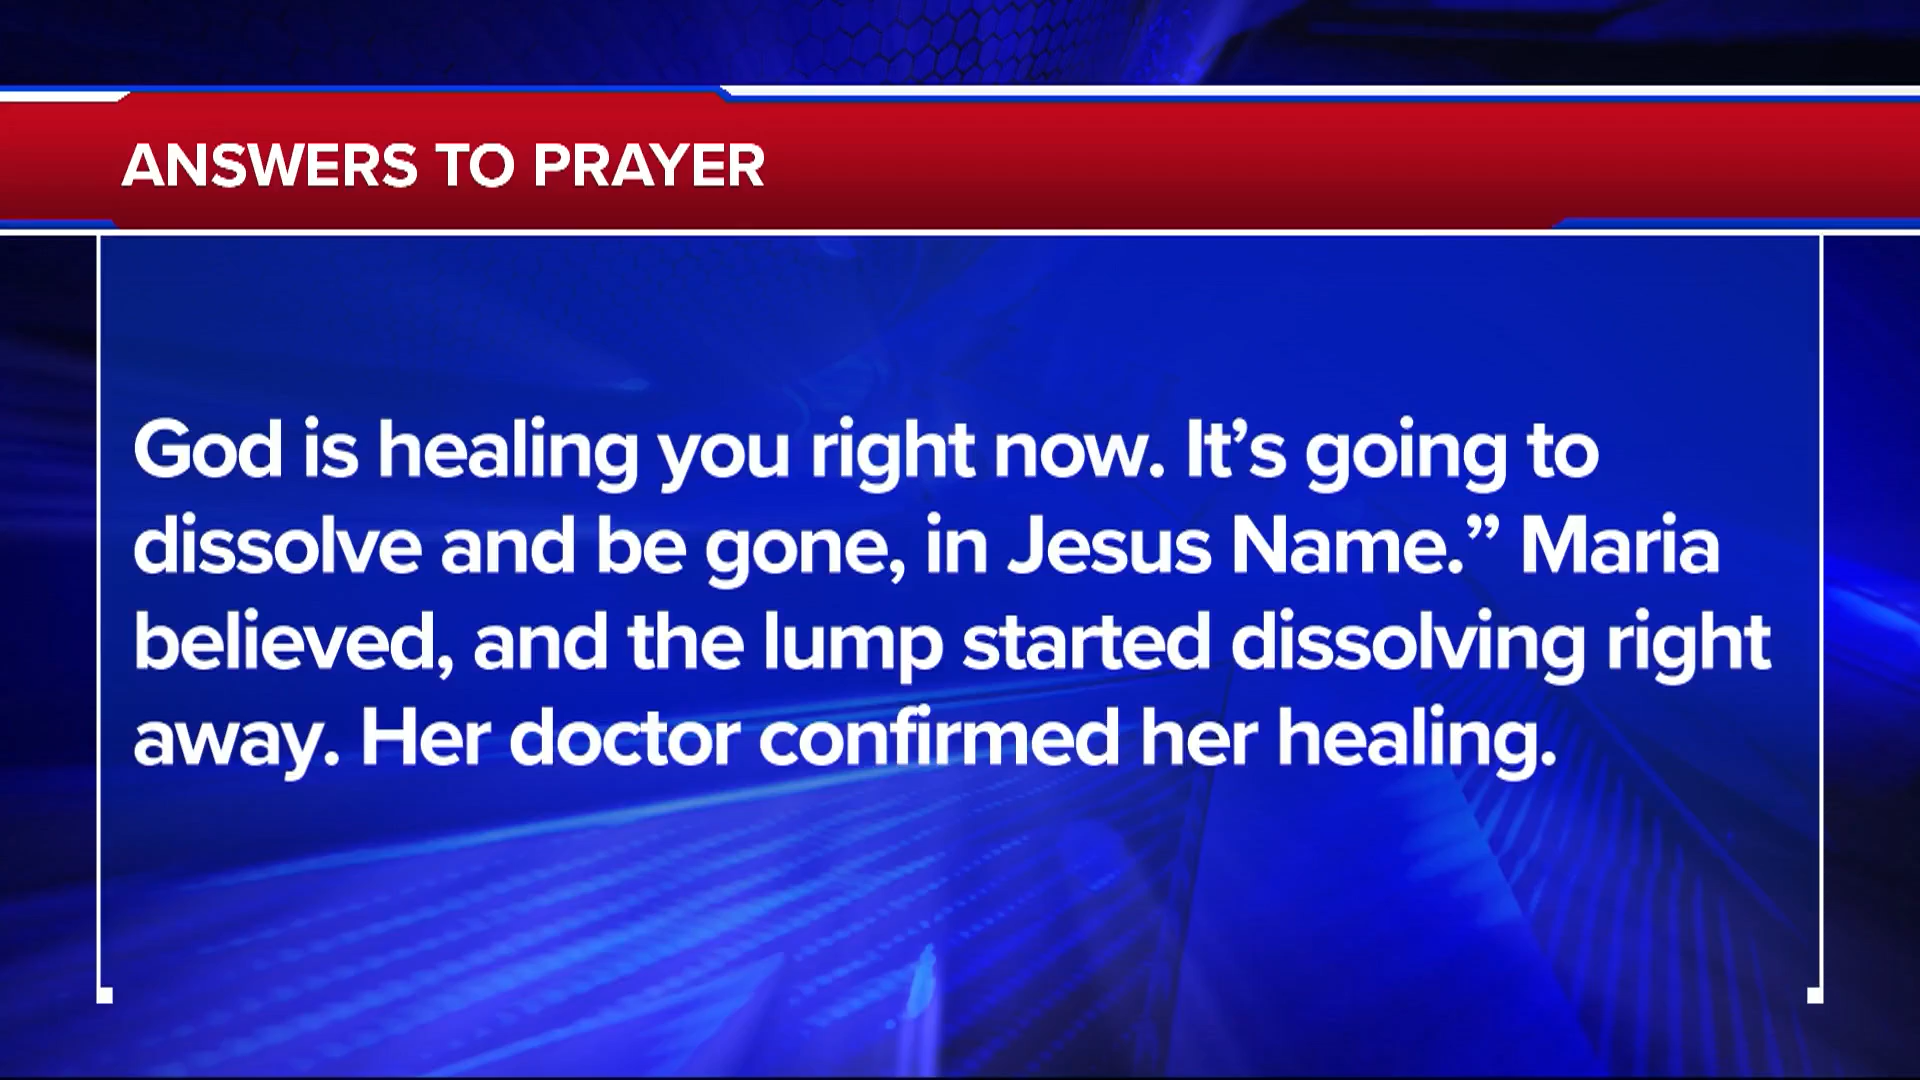 ANSWERS TO PRAYER
God is healing you right now. It’s going to
dissolve and be gone, in Jesus Name.” Maria
believed, and the lump started dissolving right
away. Her doctor confirmed her healing.